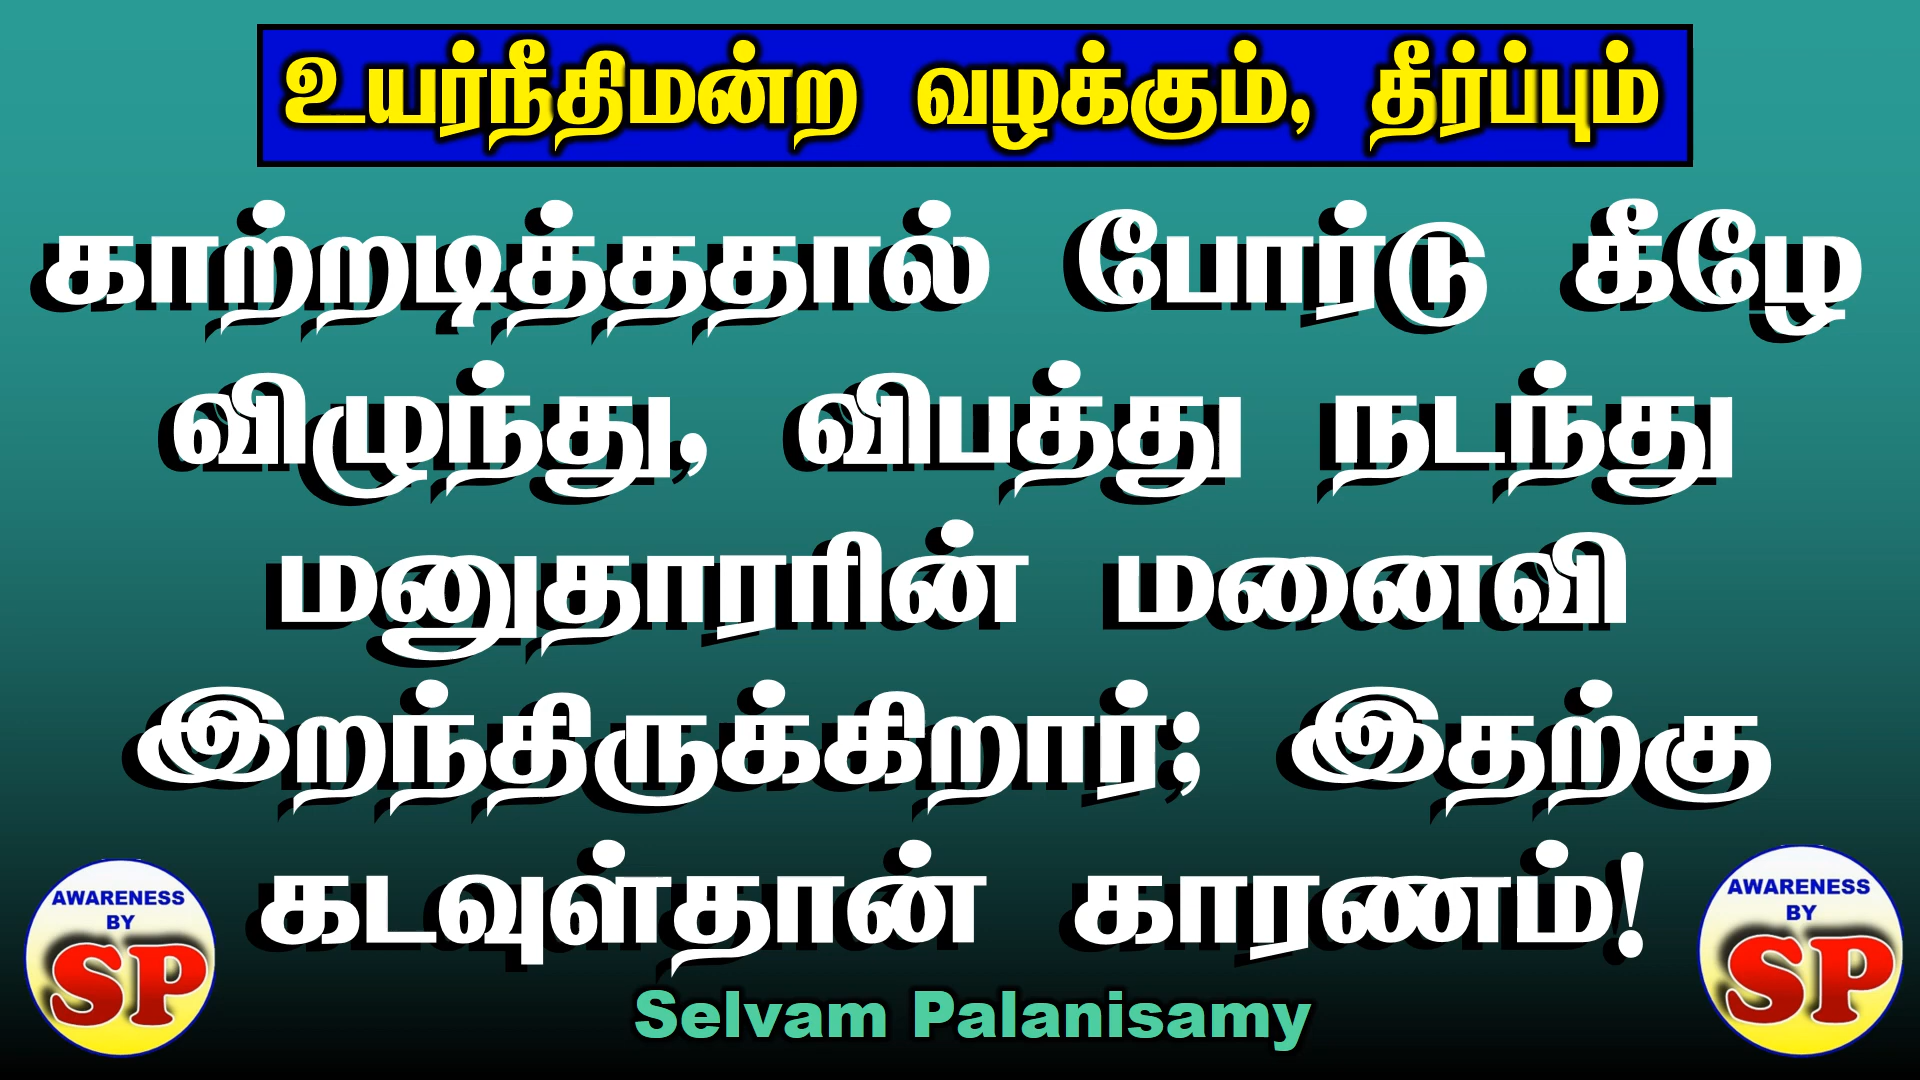 உயர்நீதிமன்ற வழக்கும், தீர்ப்பும்
காற்றடித்ததால் போர்டு கீழே
விழுந்து, விபத்து நடந்து
மனுதாரரின் மனைவி
இறந்திருக்கிறார்; இதற்கு
கடவுள்தான் காரணம்!
AWARENESS
BY
SP
Selvam Palanisamy
AWARENESS
BY
SP